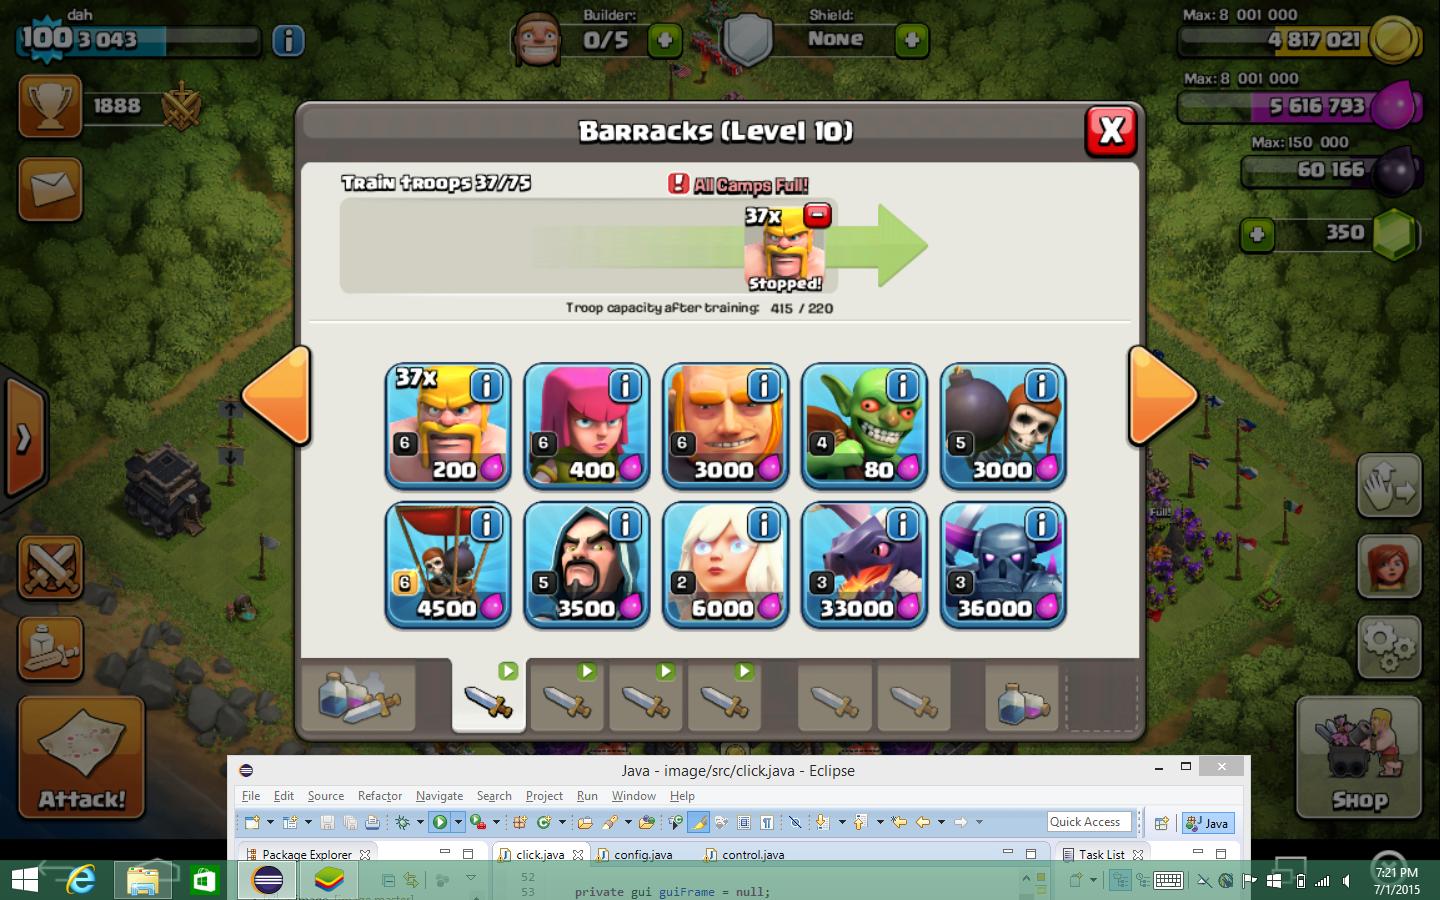 dah
Builder:
Shield:
Max: 8 001 000
100 3 043
0/5
None
4 817 021
1888
Max: 8 001 000
5 616 793
Max: 150 000
60 166
350
Barracks (Level 10)
X
Train troops 37/75
All Camps Full!
37x
Stopped!
Troop capacity after training: 415 / 220
37x
6 200
6 400
6 3000
4 80
5 3000
6 4500
5 3500
2 6000
3 33000
3 36000
Full!
Attack!
Shop
Java - image/src/click.java - Eclipse
File Edit Source Refactor Navigate Search Project Run Window Help
Quick Access
Java
Package Explorer
click.java
config.java
control.java
Task List
52
53 private gui guiFrame = null;
7:21 PM
7/1/2015